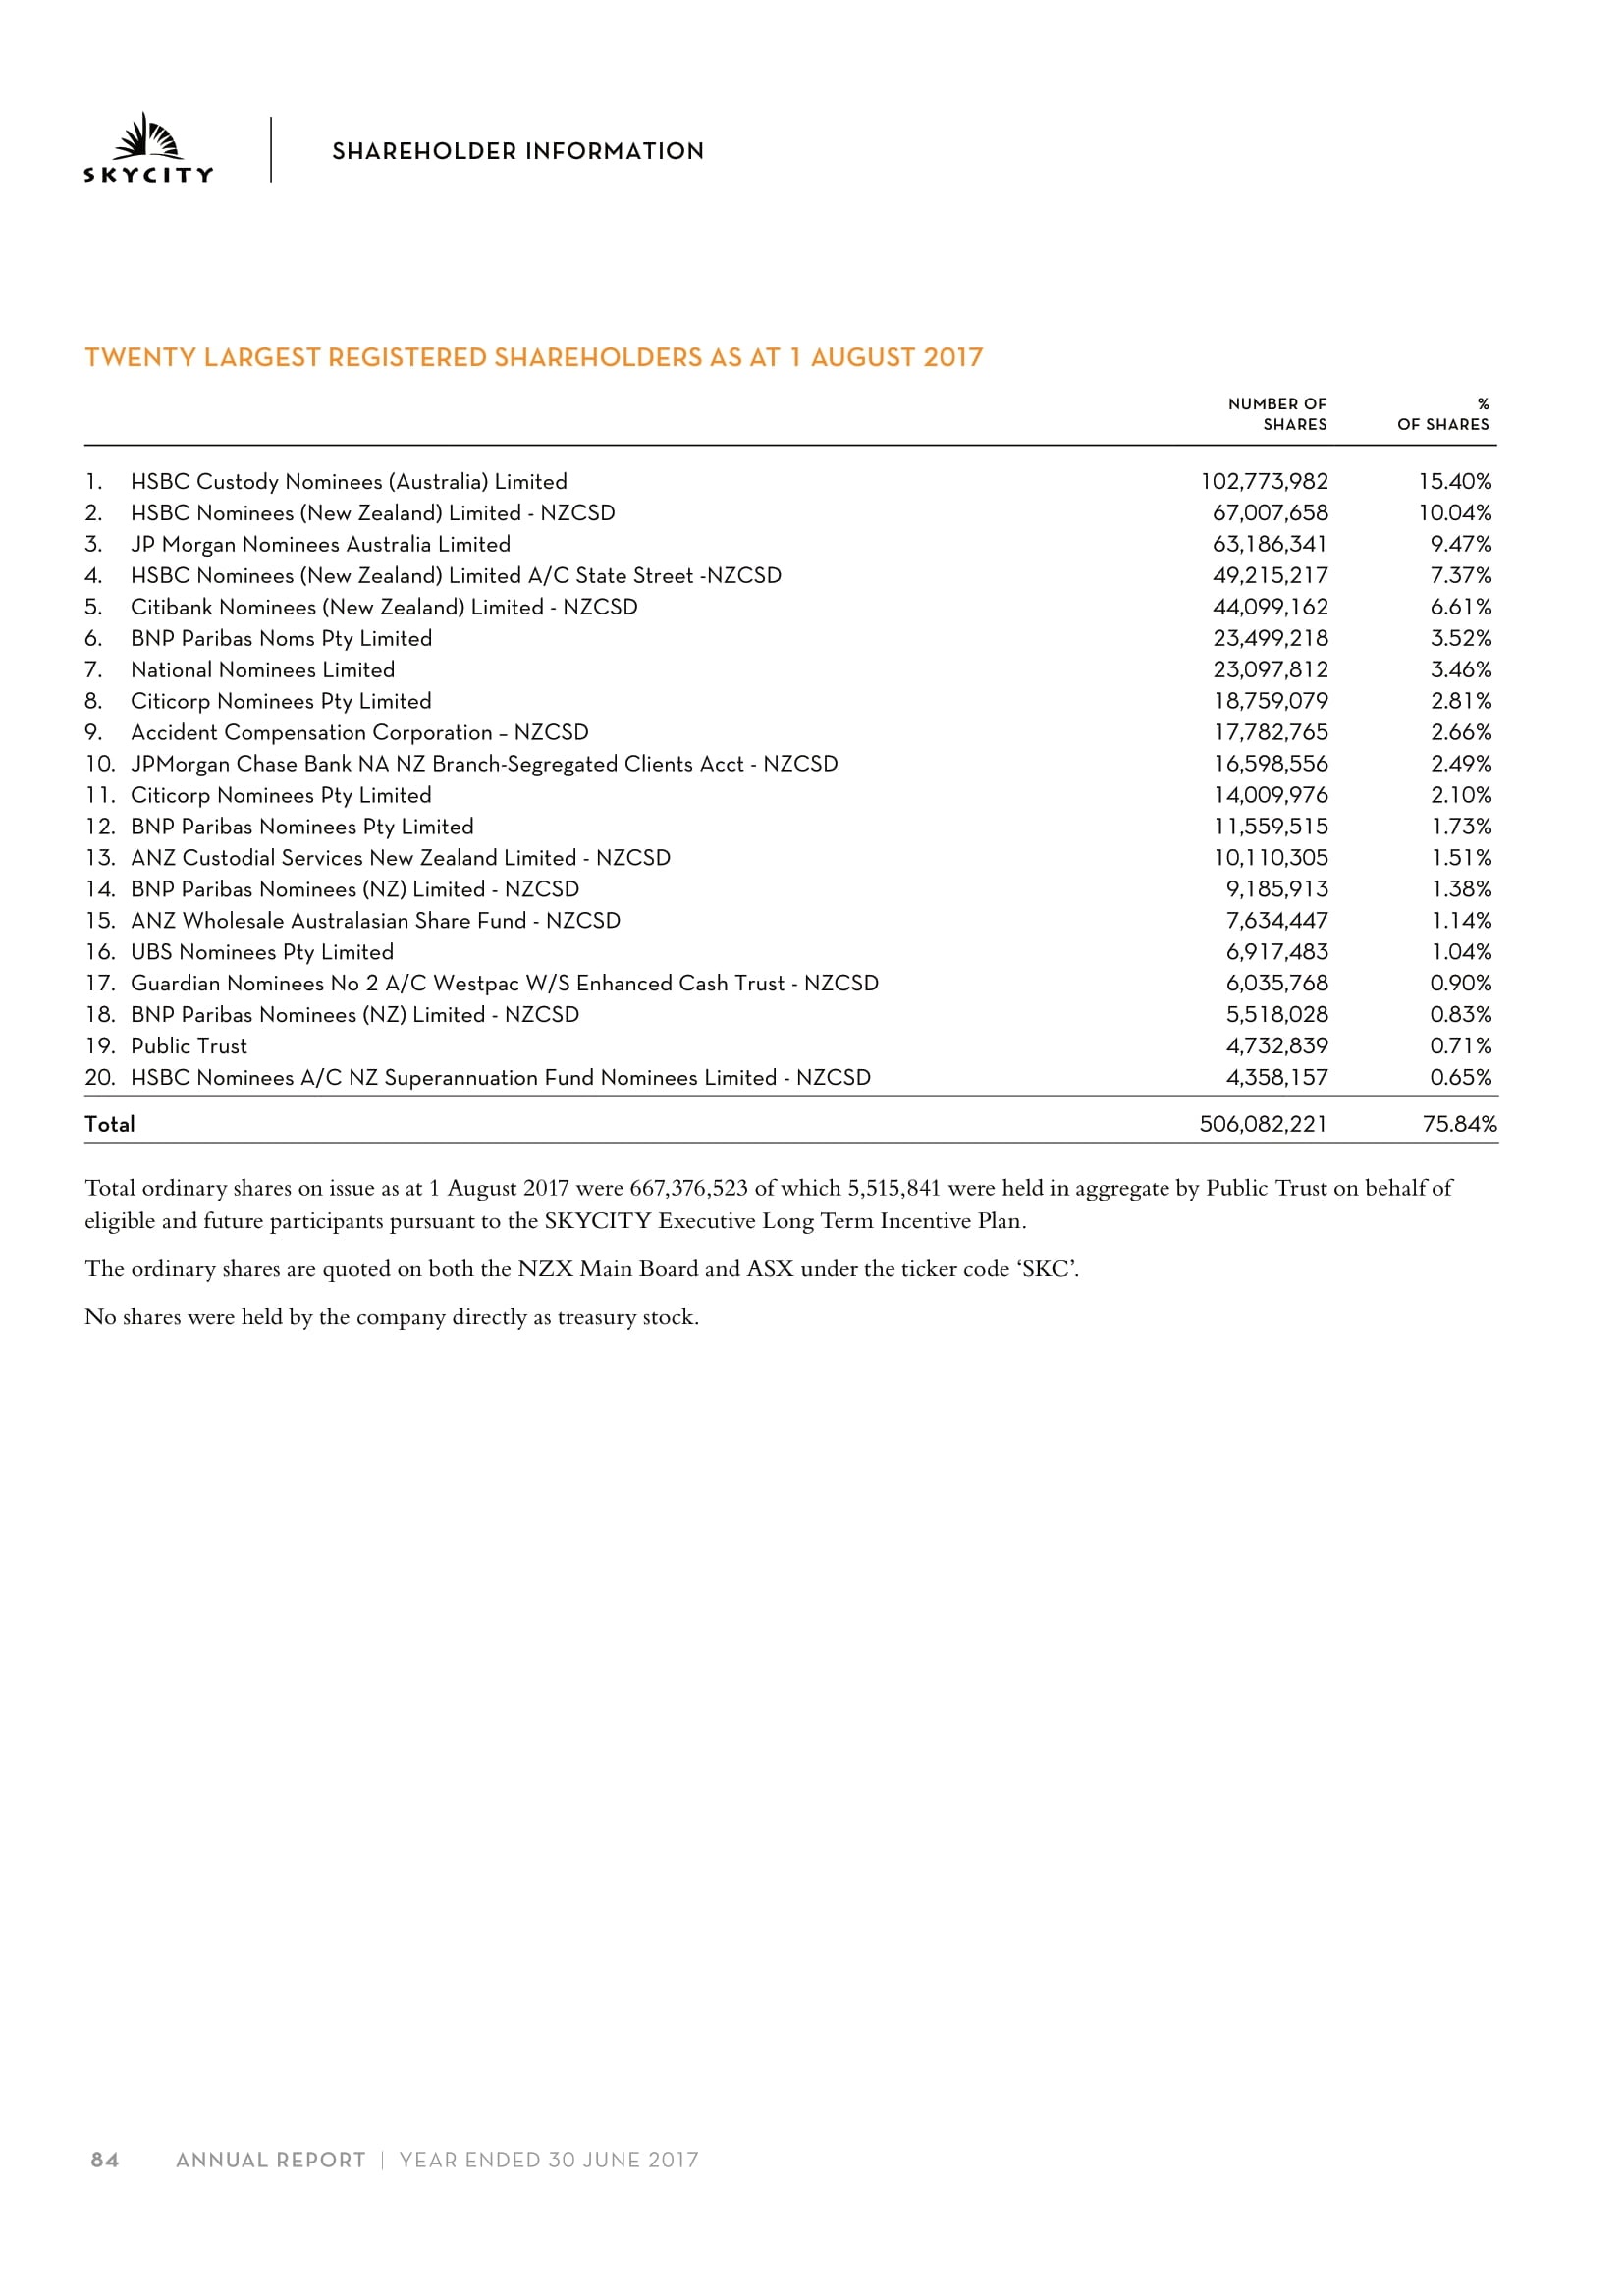 SKYCITY
SHAREHOLDER INFORMATION
TWENTY LARGEST REGISTERED SHAREHOLDERS AS AT 1 AUGUST 2017
NUMBER OF SHARES % OF SHARES
1. HSBC Custody Nominees (Australia) Limited 102,773,982 15.40%
2. HSBC Nominees (New Zealand) Limited - NZCSD 67,007,658 10.04%
3. JP Morgan Nominees Australia Limited 63,186,341 9.47%
4. HSBC Nominees (New Zealand) Limited A/C State Street -NZCSD 49,215,217 7.37%
5. Citibank Nominees (New Zealand) Limited - NZCSD 44,099,162 6.61%
6. BNP Paribas Noms Pty Limited 23,499,218 3.52%
7. National Nominees Limited 23,097,812 3.46%
8. Citicorp Nominees Pty Limited 18,759,079 2.81%
9. Accident Compensation Corporation – NZCSD 17,782,765 2.66%
10. JPMorgan Chase Bank NA NZ Branch-Segregated Clients Acct - NZCSD 16,598,556 2.49%
11. Citicorp Nominees Pty Limited 14,009,976 2.10%
12. BNP Paribas Nominees Pty Limited 11,559,515 1.73%
13. ANZ Custodial Services New Zealand Limited - NZCSD 10,110,305 1.51%
14. BNP Paribas Nominees (NZ) Limited - NZCSD 9,185,913 1.38%
15. ANZ Wholesale Australasian Share Fund - NZCSD 7,634,447 1.14%
16. UBS Nominees Pty Limited 6,917,483 1.04%
17. Guardian Nominees No 2 A/C Westpac W/S Enhanced Cash Trust - NZCSD 6,035,768 0.90%
18. BNP Paribas Nominees (NZ) Limited - NZCSD 5,518,028 0.83%
19. Public Trust 4,732,839 0.71%
20. HSBC Nominees A/C NZ Superannuation Fund Nominees Limited - NZCSD 4,358,157 0.65%
Total 506,082,221 75.84%
Total ordinary shares on issue as at 1 August 2017 were 667,376,523 of which 5,515,841 were held in aggregate by Public Trust on behalf of
eligible and future participants pursuant to the SKYCITY Executive Long Term Incentive Plan.
The ordinary shares are quoted on both the NZX Main Board and ASX under the ticker code ‘SKC’.
No shares were held by the company directly as treasury stock.
84 ANNUAL REPORT | YEAR ENDED 30 JUNE 2017